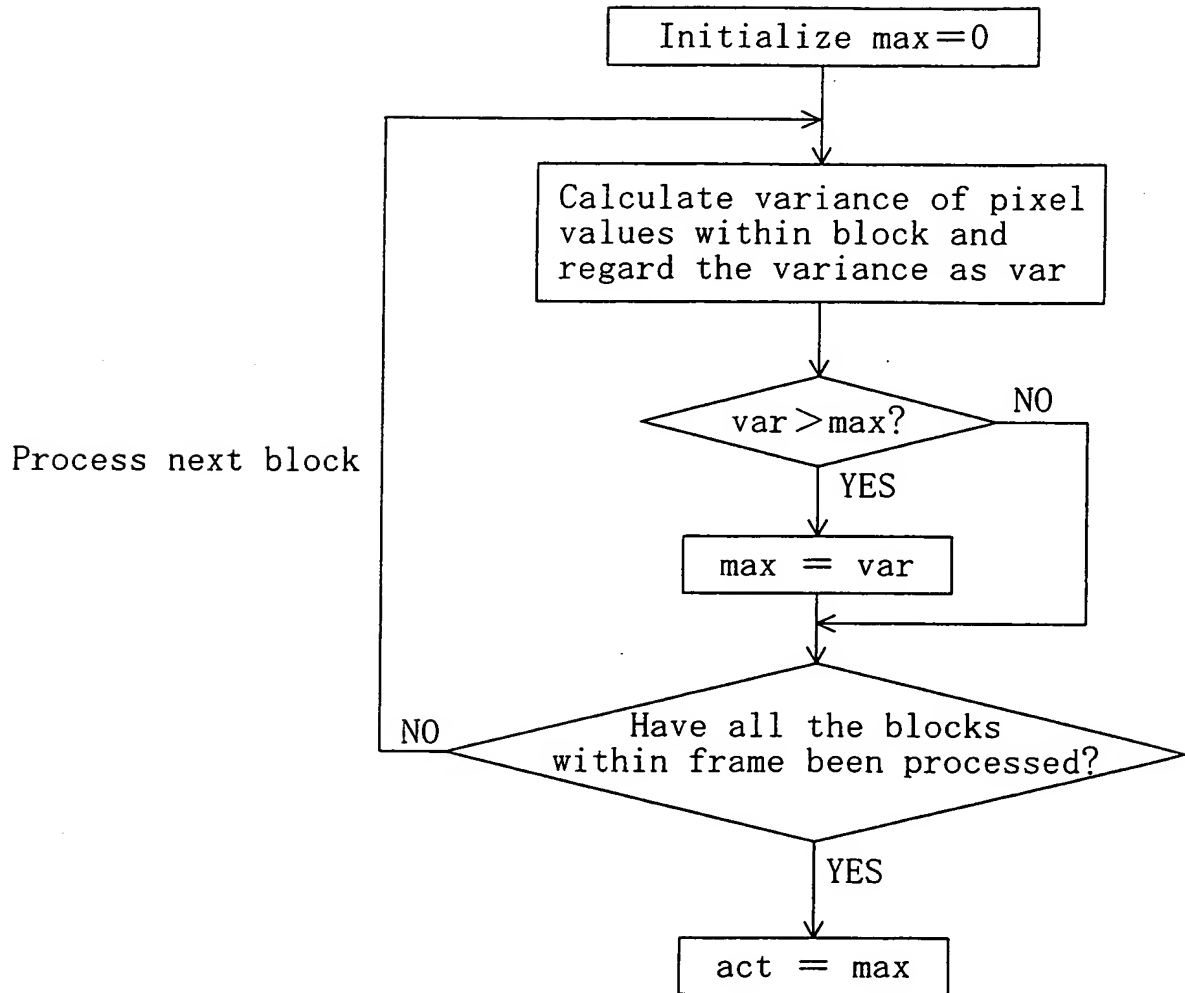 Initialize max=0
Calculate variance of pixel
values within block and
regard the variance as var
var>max?
NO
YES
Process next block
max = var
NO
Have all the blocks
within frame been processed?
YES
act = max